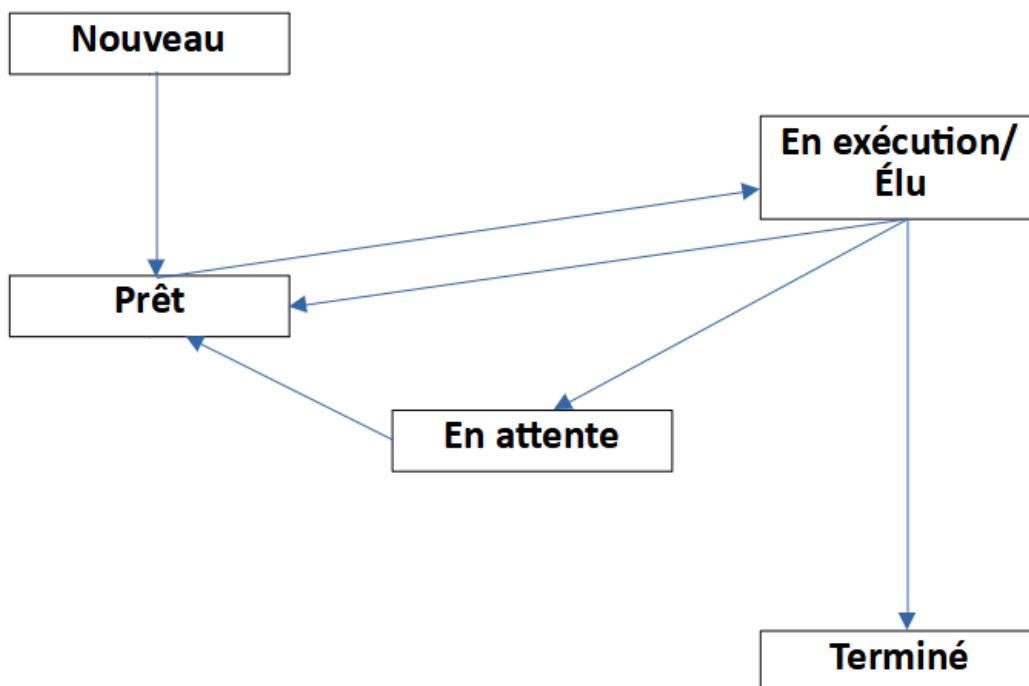 Nouveau
En exécution/
Élu
Prêt
En attente
Terminé